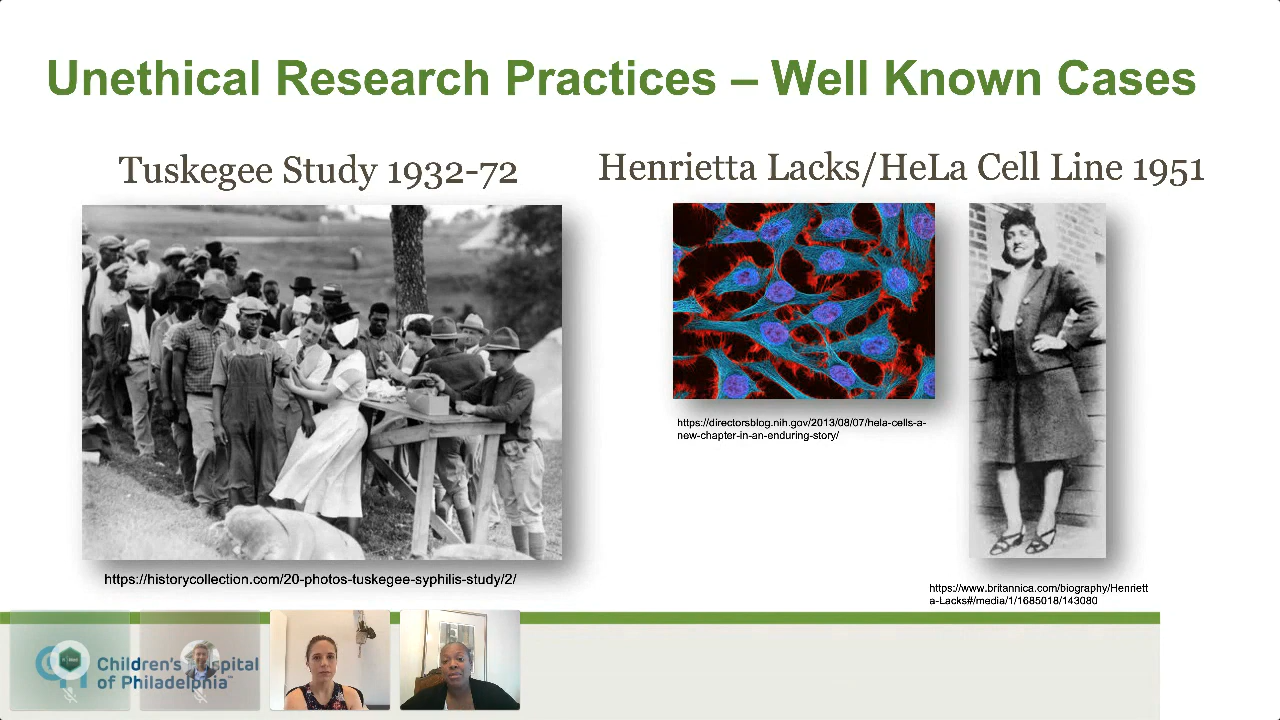 Unethical Research Practices – Well Known Cases
Tuskegee Study 1932-72
Henrietta Lacks/HeLa Cell Line 1951
https://directorsblog.nih.gov/2013/08/07/hela-cells-a-
new-chapter-in-an-enduring-story/
https://historycollection.com/20-photos-tuskegee-syphilis-study/2/
https://www.britannica.com/biography/Henriett
a-Lacks#/media/1/1685018/143080
Children's Hospital
of Philadelphia